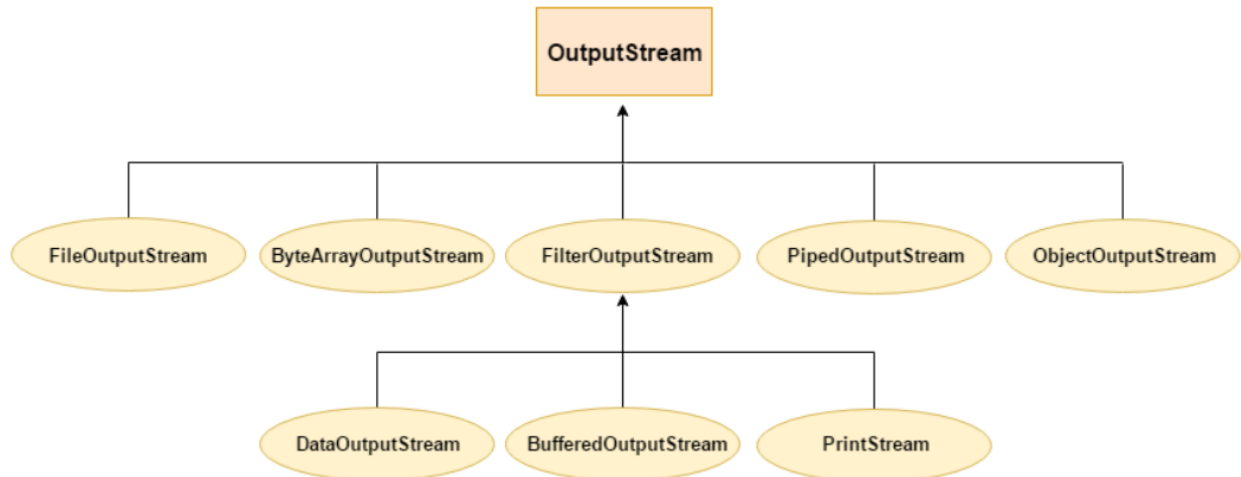 OutputStream
FileOutputStream
ByteArrayOutputStream
FilterOutputStream
PipedOutputStream
ObjectOutputStream
DataOutputStream
BufferedOutputStream
PrintStream